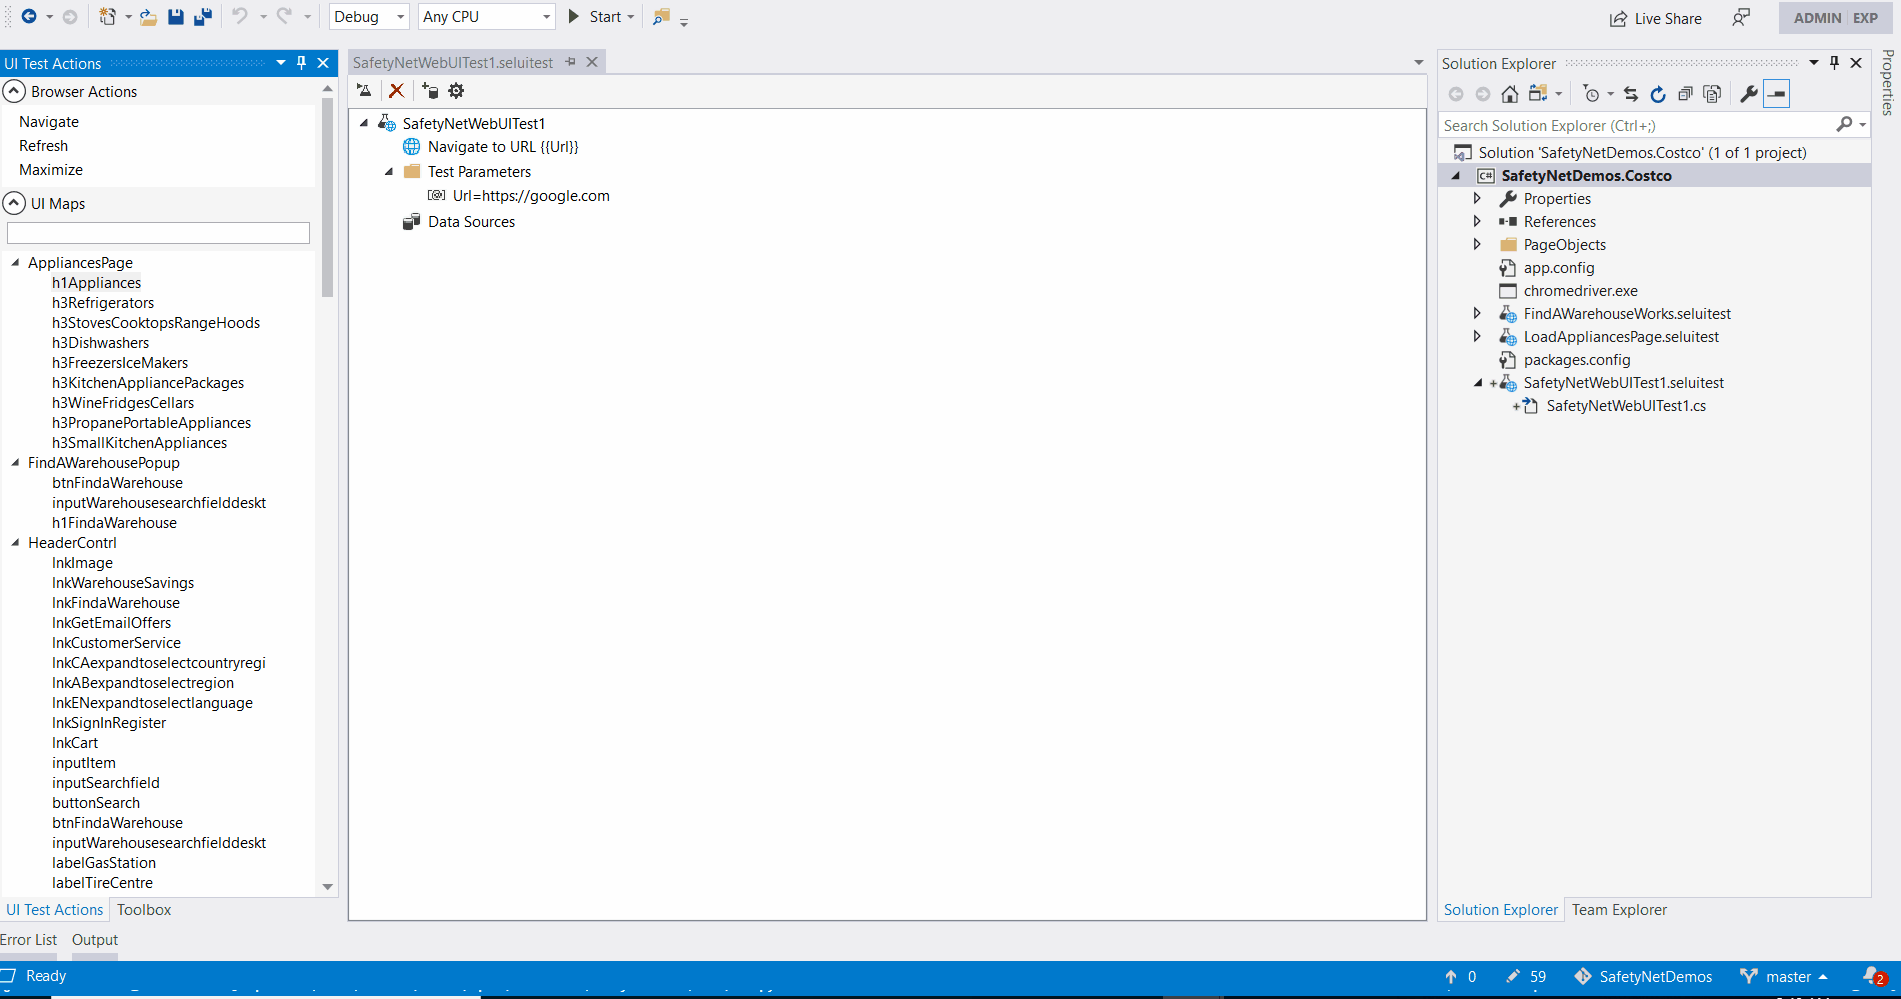 Debug
Any CPU
Start
Live Share
ADMIN EXP
UI Test Actions
Browser Actions
Navigate
Refresh
Maximize
UI Maps
AppliancesPage
h1Appliances
h3Refrigerators
h3StovesCooktopsRangeHoods
h3Dishwashers
h3FreezersIceMakers
h3KitchenAppliancePackages
h3WineFridgesCellars
h3PropanePortableAppliances
h3SmallKitchenAppliances
FindAWarehousePopup
btnFindaWarehouse
inputWarehousesearchfielddeskt
h1FindaWarehouse
HeaderContrl
lnkImage
lnkWarehouseSavings
lnkFindaWarehouse
lnkGetEmailOffers
lnkCustomerService
lnkCAexpandtoselectcountryregi
lnkABexpandtoselectregion
lnkENexpandtoselectlanguage
lnkSignInRegister
lnkCart
inputItem
inputSearchfield
buttonSearch
btnFindaWarehouse
inputWarehousesearchfielddeskt
labelGasStation
labelTireCentre
UI Test Actions
Toolbox
SafetyNetWebUITest1.seluitest
SafetyNetWebUITest1
Navigate to URL {{Url}}
Test Parameters
[@] Url=https://google.com
Data Sources
Solution Explorer
Search Solution Explorer (Ctrl+;)
Solution 'SafetyNetDemos.Costco' (1 of 1 project)
C# SafetyNetDemos.Costco
Properties
References
PageObjects
app.config
chromedriver.exe
FindAWarehouseWorks.seluitest
LoadAppliancesPage.seluitest
packages.config
SafetyNetWebUITest1.seluitest
SafetyNetWebUITest1.cs
Solution Explorer
Team Explorer
Properties
Error List
Output
Ready
0
59
SafetyNetDemos
master
2